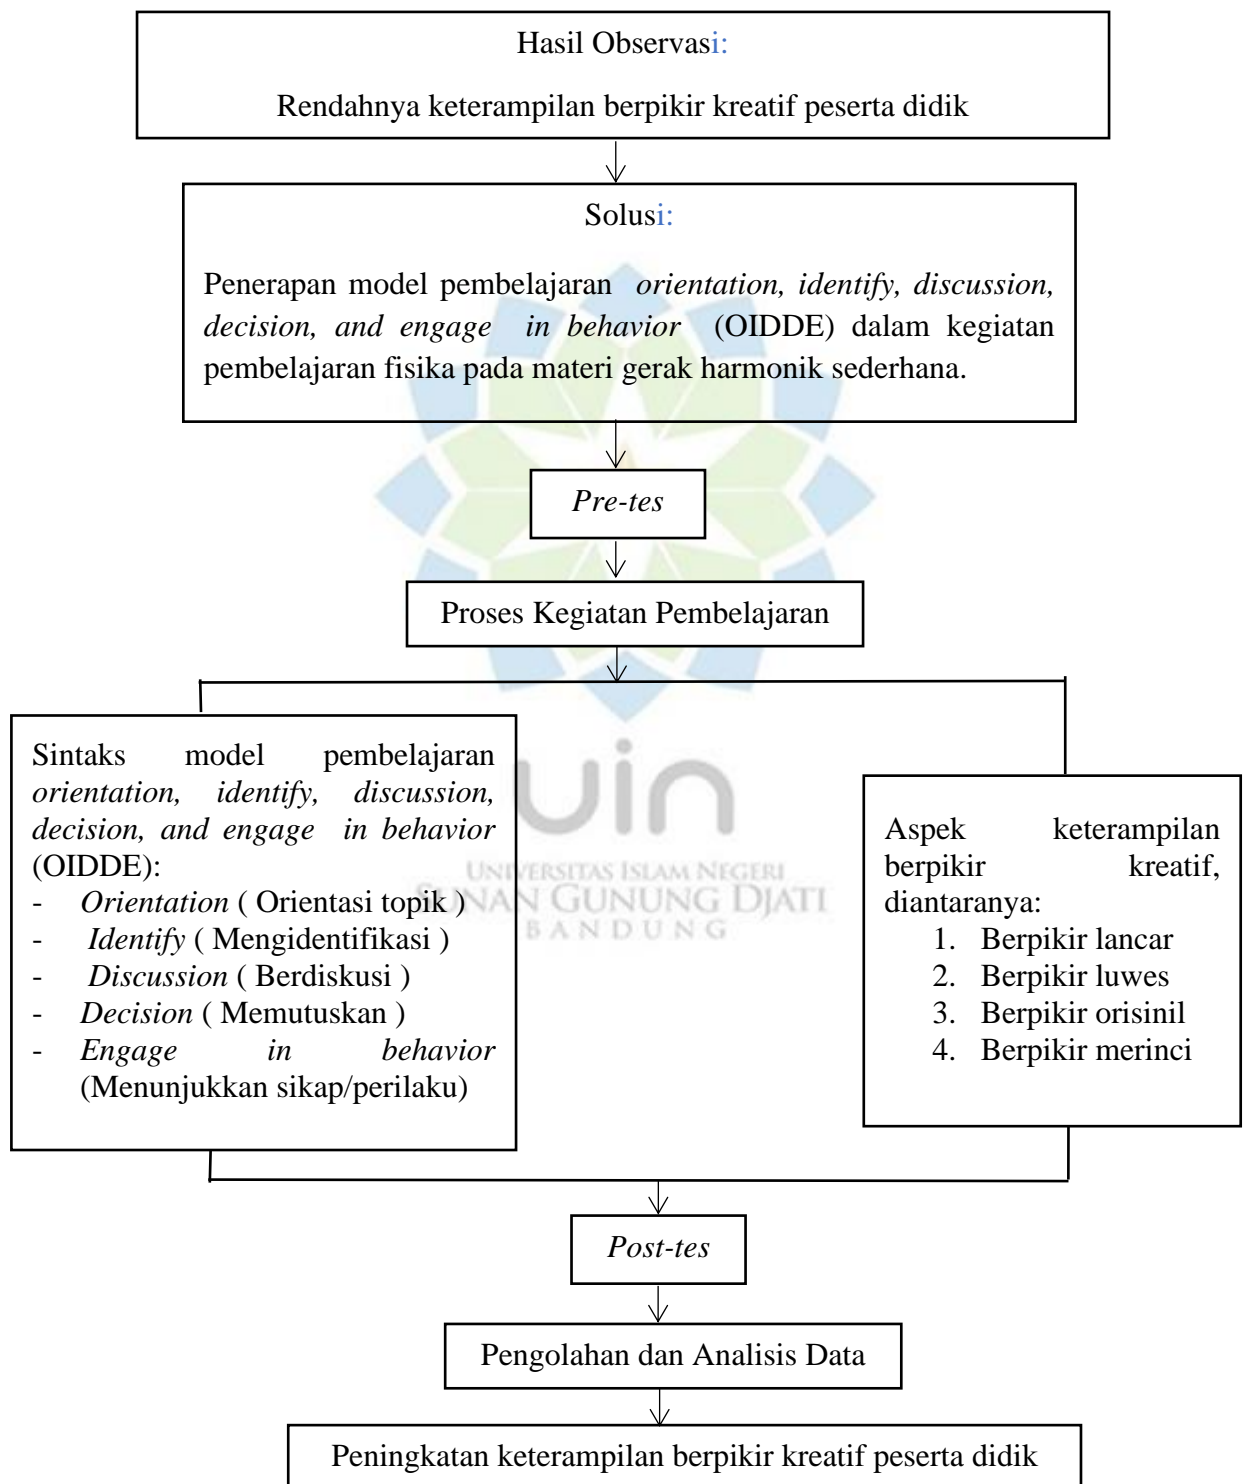 Hasil Observasi:
Rendahnya keterampilan berpikir kreatif peserta didik
Solusi:
Penerapan model pembelajaran orientation, identify, discussion,
decision, and engage in behavior (OIDDE) dalam kegiatan
pembelajaran fisika pada materi gerak harmonik sederhana.
Pre-tes
Proses Kegiatan Pembelajaran
Sintaks model pembelajaran
orientation, identify, discussion,
decision, and engage in behavior
(OIDDE):
- Orientation ( Orientasi topik )
- Identify ( Mengidentifikasi )
- Discussion ( Berdiskusi )
- Decision ( Memutuskan )
- Engage in behavior
(Menunjukkan sikap/perilaku)
uin
UNIVERSITAS ISLAM NEGERI
SUNAN GUNUNG DJATI
BANDUNG
Aspek keterampilan
berpikir kreatif,
diantaranya:
1. Berpikir lancar
2. Berpikir luwes
3. Berpikir orisinil
4. Berpikir merinci
Post-tes
Pengolahan dan Analisis Data
Peningkatan keterampilan berpikir kreatif peserta didik